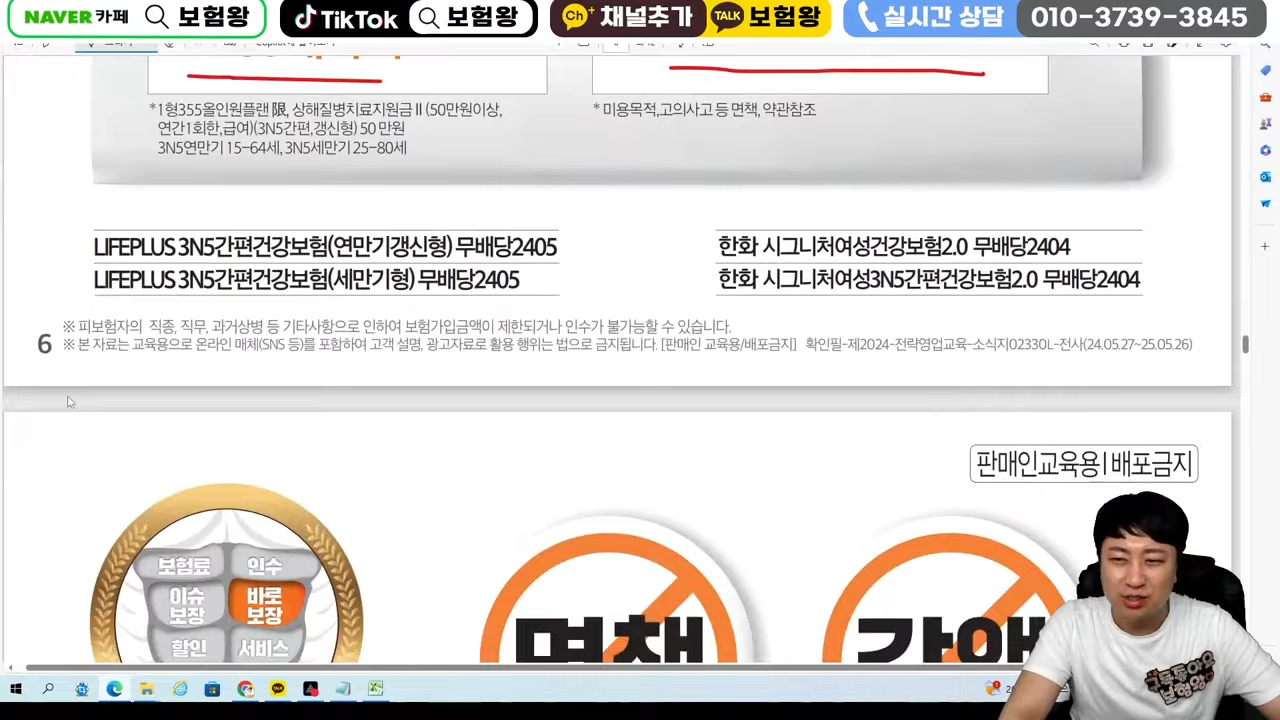 NAVER 카페 보험왕
TikTok 보험왕
Ch+ 채널추가 TALK 보험왕
실시간 상담 010-3739-3845
*1형355올인원플랜 限, 상해질병치료지원금Ⅱ(50만원이상,
연간1회한,급여)(3N5간편,갱신형) 50 만원
3N5연만기 15-64세, 3N5세만기 25-80세
* 미용목적,고의사고 등 면책, 약관참조
LIFEPLUS 3N5간편건강보험(연만기갱신형) 무배당2405
LIFEPLUS 3N5간편건강보험(세만기형) 무배당2405
한화 시그니처여성건강보험2.0 무배당2404
한화 시그니처여성3N5간편건강보험2.0 무배당2404
※ 피보험자의 직종, 직무, 과거상병 등 기타사항으로 인하여 보험가입금액이 제한되거나 인수가 불가능할 수 있습니다.
6 ※ 본 자료는 교육용으로 온라인 매체(SNS 등)를 포함하여 고객 설명, 광고자료로 활용 행위는 법으로 금지됩니다. [판매인 교육용/배포금지] 확인필-제2024-전략영업교육-소식지02330L-전사(24.05.27~25.05.26)
판매인교육용|배포금지
보험료 인수
이슈보장 바로보장
할인 서비스
면책
감액
구독좋아요
보험왕